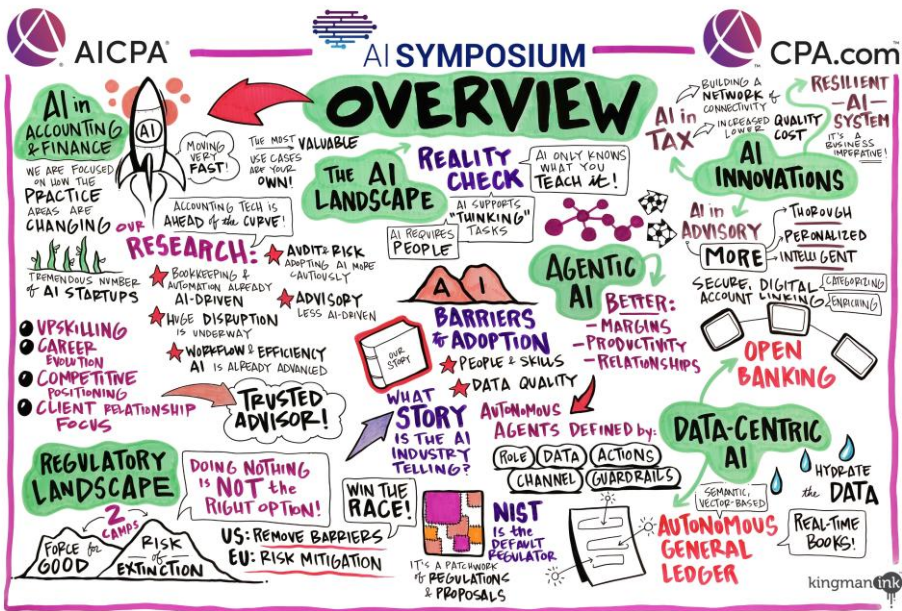 AICPA
AI SYMPOSIUM
CPA.com
OVERVIEW
AI in
ACCOUNTING
& FINANCE
AI
MOVING
VERY
FAST!
WE ARE FOCUSED
ON HOW THE
PRACTICE
AREAS ARE
CHANGING
TREMENDOUS NUMBER
of AI STARTUPS
THE MOST VALUABLE
USE CASES
ARE YOUR
OWN!
ACCOUNTING TECH IS
AHEAD of the CURVE!
OUR
RESEARCH:
BOOKKEEPING &
AUTOMATION ALREADY
AI-DRIVEN
HUGE DISRUPTION
IS UNDERWAY
WORKFLOW & EFFICIENCY
AI IS ALREADY ADVANCED
AUDIT & RISK
ADOPTING AI MORE
CAUTIOUSLY
ADVISORY
LESS AI-DRIVEN
UPSKILLING
CAREER
EVOLUTION
COMPETITIVE
POSITIONING
CLIENT RELATIONSHIP
FOCUS
TRUSTED
ADVISOR!
THE AI
LANDSCAPE
REALITY
CHECK
AI ONLY KNOWS
WHAT YOU
TEACH it!
AI SUPPORTS
"THINKING"
TASKS
AI REQUIRES
PEOPLE
A I
BARRIERS
to ADOPTION
PEOPLE & SKILLS
DATA QUALITY
OUR
STORY
WHAT
STORY
IS THE AI
INDUSTRY
TELLING?
AI in
TAX
BUILDING A
NETWORK of
CONNECTIVITY
INCREASED QUALITY
LOWER COST
RESILIENT
-AI-
SYSTEM
IT'S A
BUSINESS
IMPERATIVE!
AI
INNOVATIONS
AI in
ADVISORY
MORE
THOROUGH
PERONALIZED
INTELLIGENT
AGENTIC
AI
BETTER:
-MARGINS
-PRODUCTIVITY
-RELATIONSHIPS
AUTONOMOUS
AGENTS DEFINED by:
ROLE
DATA
ACTIONS
CHANNEL
GUARDRAILS
SECURE, DIGITAL
ACCOUNT LINKING
CATEGORIZING
ENRICHING
OPEN
BANKING
DATA-CENTRIC
AI
HYDRATE
the DATA
SEMANTIC,
VECTOR-BASED
AUTONOMOUS
GENERAL
LEDGER
REAL-TIME
BOOKS!
REGULATORY
LANDSCAPE
2
CAMPS
FORCE for
GOOD
RISK
of
EXTINCTION
DOING NOTHING
IS NOT the
RIGHT OPTION!
WIN THE
RACE!
US: REMOVE BARRIERS
EU: RISK MITIGATION
NIST
is the
DEFAULT
REGULATOR
IT'S A PATCHWORK
of REGULATIONS
& PROPOSALS
kingman ink